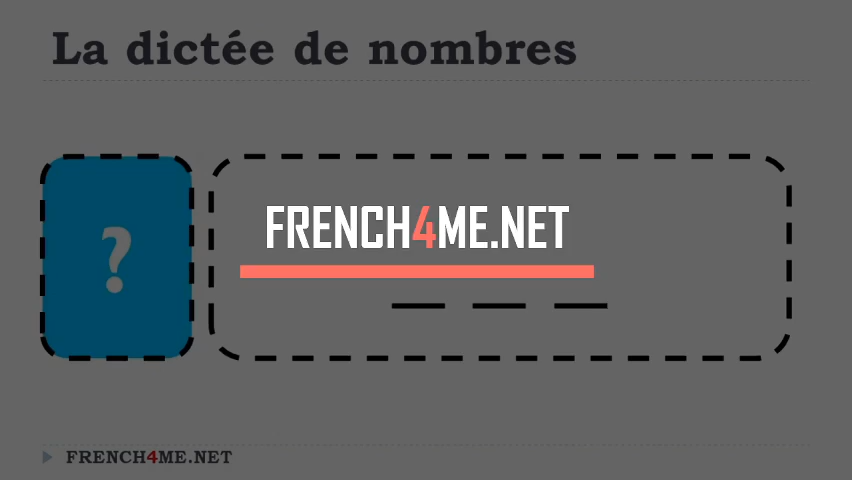 La dictée de nombres
?
FRENCH4ME.NET
FRENCH4ME.NET